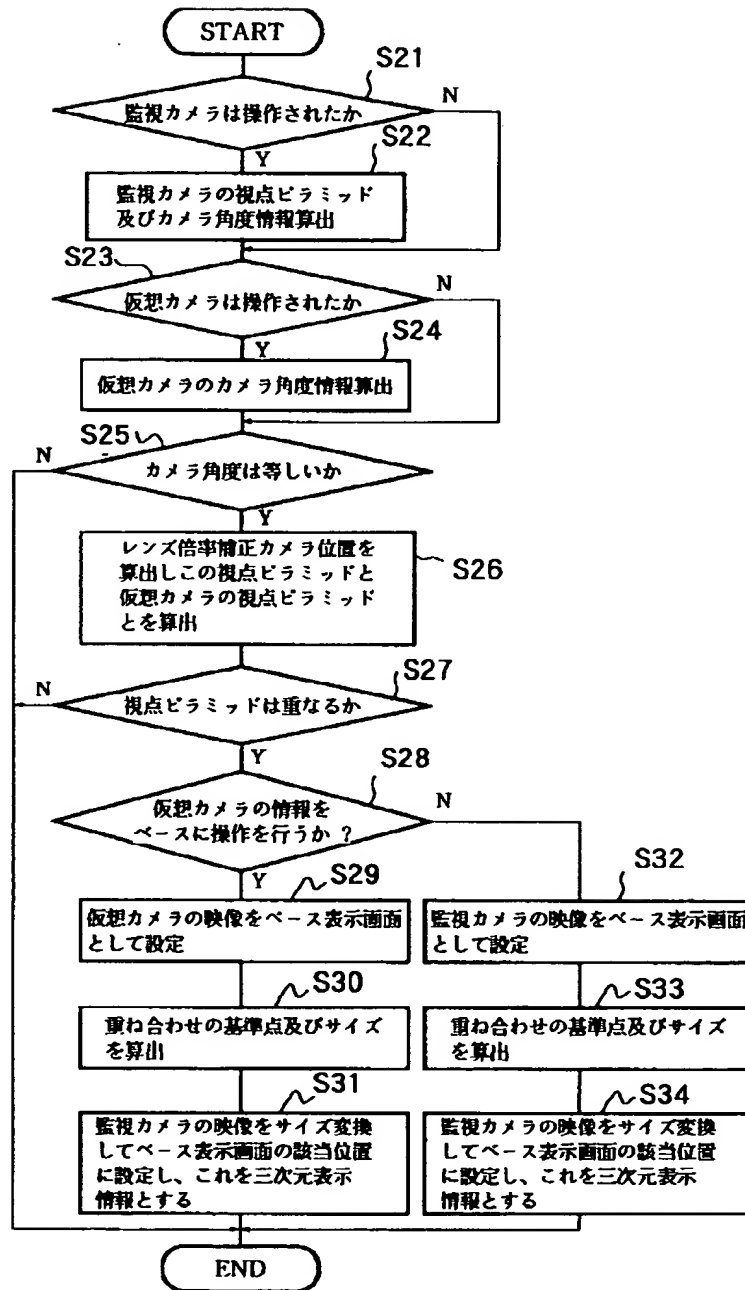 START
S21
監視カメラは操作されたか
N
Y
S22
監視カメラの視点ピラミッド
及びカメラ角度情報算出
S23
仮想カメラは操作されたか
N
Y
S24
仮想カメラのカメラ角度情報算出
S25
N
カメラ角度は等しいか
Y
レンズ倍率補正カメラ位置を
算出しこの視点ピラミッドと
仮想カメラの視点ピラミッド
とを算出
S26
S27
N
視点ピラミッドは重なるか
Y
S28
仮想カメラの情報を
ベースに操作を行うか ?
N
Y
S29
仮想カメラの映像をベース表示画面
として設定
S30
重ね合わせの基準点及びサイズ
を算出
S31
監視カメラの映像をサイズ変換
してベース表示画面の該当位置
に設定し、これを三次元表示
情報とする
S32
監視カメラの映像をベース表示画面
として設定
S33
重ね合わせの基準点及びサイズ
を算出
S34
監視カメラの映像をサイズ変換
してベース表示画面の該当位置
に設定し、これを三次元表示
情報とする
END